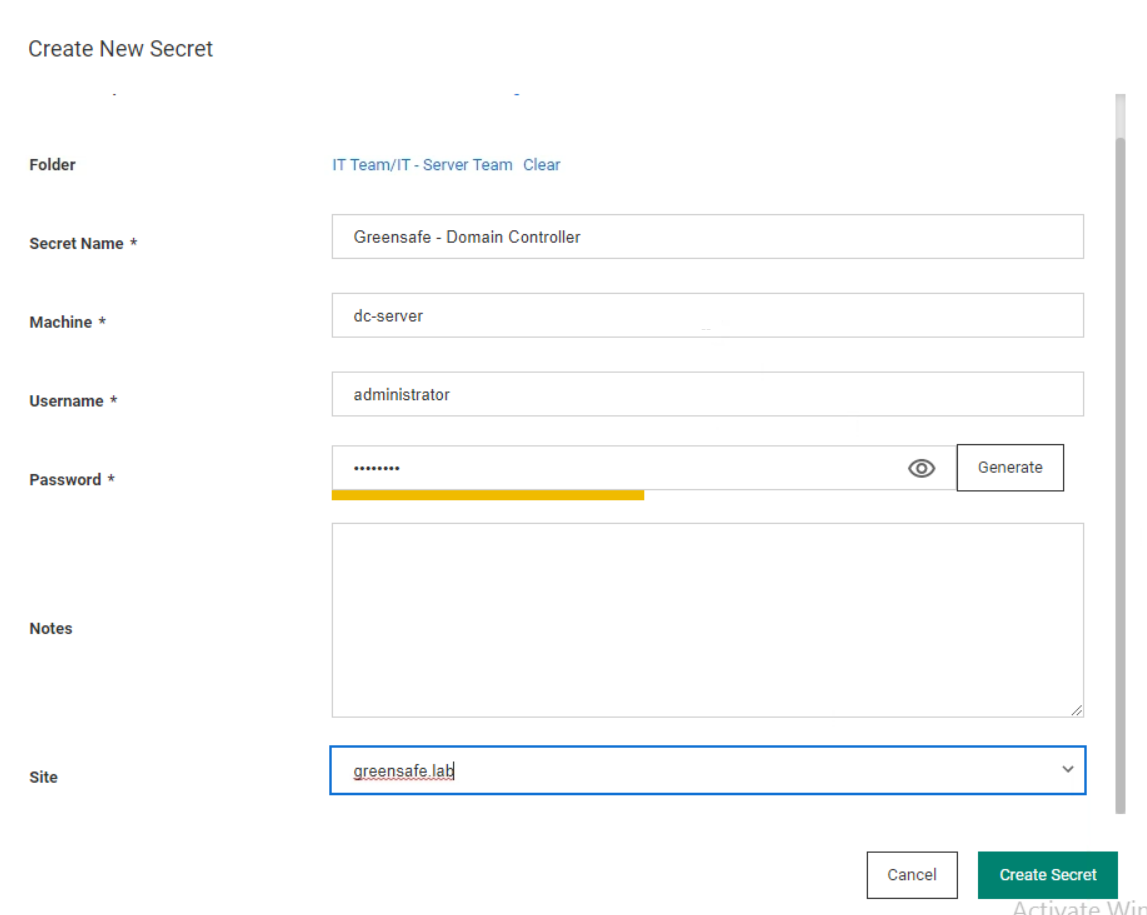 Create New Secret
Folder IT Team/IT - Server Team Clear
Secret Name * Greensafe - Domain Controller
Machine * dc-server
Username * administrator
Password * •••••••• Generate
Notes
Site greensafe.lab
Cancel Create Secret
Activate Win